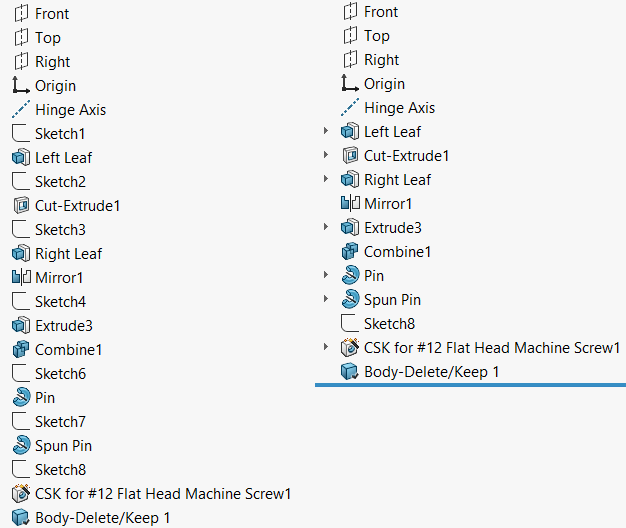 Front
Top
Right
Origin
Hinge Axis
Sketch1
Left Leaf
Sketch2
Cut-Extrude1
Sketch3
Right Leaf
Mirror1
Sketch4
Extrude3
Combine1
Sketch6
Pin
Sketch7
Spun Pin
Sketch8
CSK for #12 Flat Head Machine Screw1
Body-Delete/Keep 1
Front
Top
Right
Origin
Hinge Axis
Left Leaf
Cut-Extrude1
Right Leaf
Mirror1
Extrude3
Combine1
Pin
Spun Pin
Sketch8
CSK for #12 Flat Head Machine Screw1
Body-Delete/Keep 1